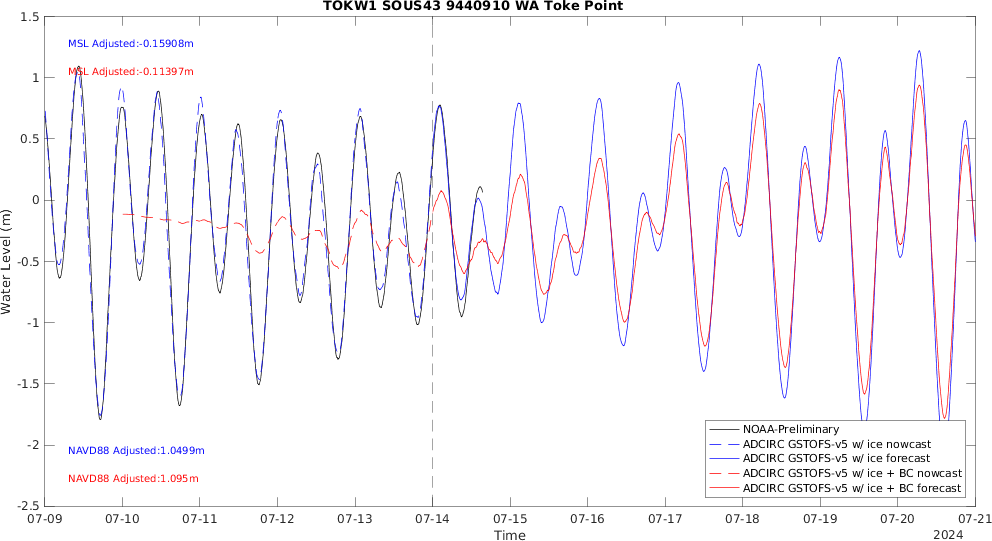 TOKW1 SOUS43 9440910 WA Toke Point
MSL Adjusted:-0.15908m
MSL Adjusted:-0.11397m
NAVD88 Adjusted:1.0499m
NAVD88 Adjusted:1.095m
Water Level (m)
1.5
1
0.5
0
-0.5
-1
-1.5
-2
-2.5
NOAA-Preliminary
ADCIRC GSTOFS-v5 w/ ice nowcast
ADCIRC GSTOFS-v5 w/ ice forecast
ADCIRC GSTOFS-v5 w/ ice + BC nowcast
ADCIRC GSTOFS-v5 w/ ice + BC forecast
07-09 07-10 07-11 07-12 07-13 07-14 07-15 07-16 07-17 07-18 07-19 07-20 07-21
Time
2024